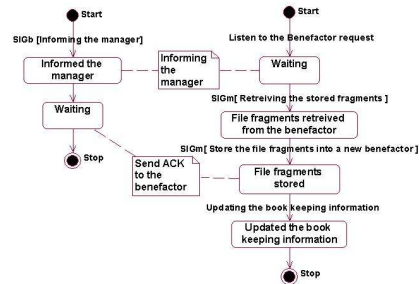 Start
Start
SIGb [Informing the manager]
Listen to the Benefactor request
Informed the
manager
Informing
the
manager
Waiting
SIGm[ Retreiving the stored fragments ]
Waiting
File fragments retreived
from the benefactor
SIGm[ Store the file fragments into a new benefactor ]
Stop
Send ACK
to the
benefactor
File fragments
stored
Updating the book keeping information
Updated the book
keeping information
Stop